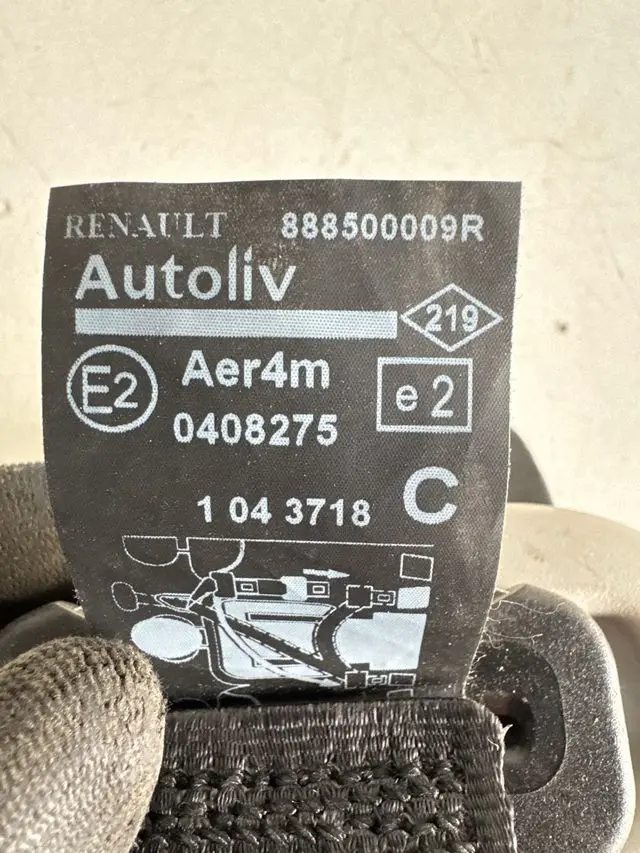 RENAULT 888500009R
Autoliv
219
E2 Aer4m e2
0408275
1 04 3718 C